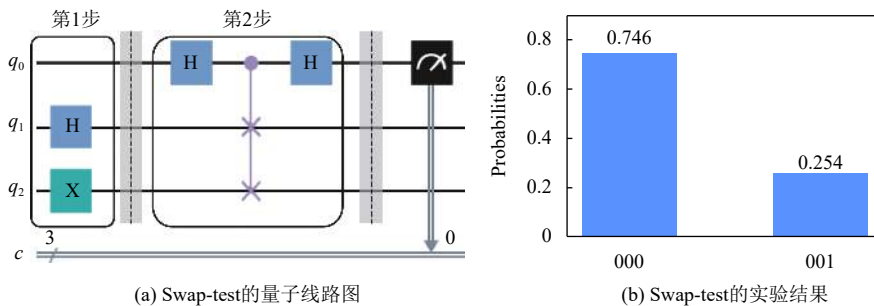 第1步
第2步
q₀ H H
q₁ H
q₂ X
3 0
c
(a) Swap-test的量子线路图
Probabilities
0.8
0.6
0.4
0.2
0
0.746
0.254
000 001
(b) Swap-test的实验结果